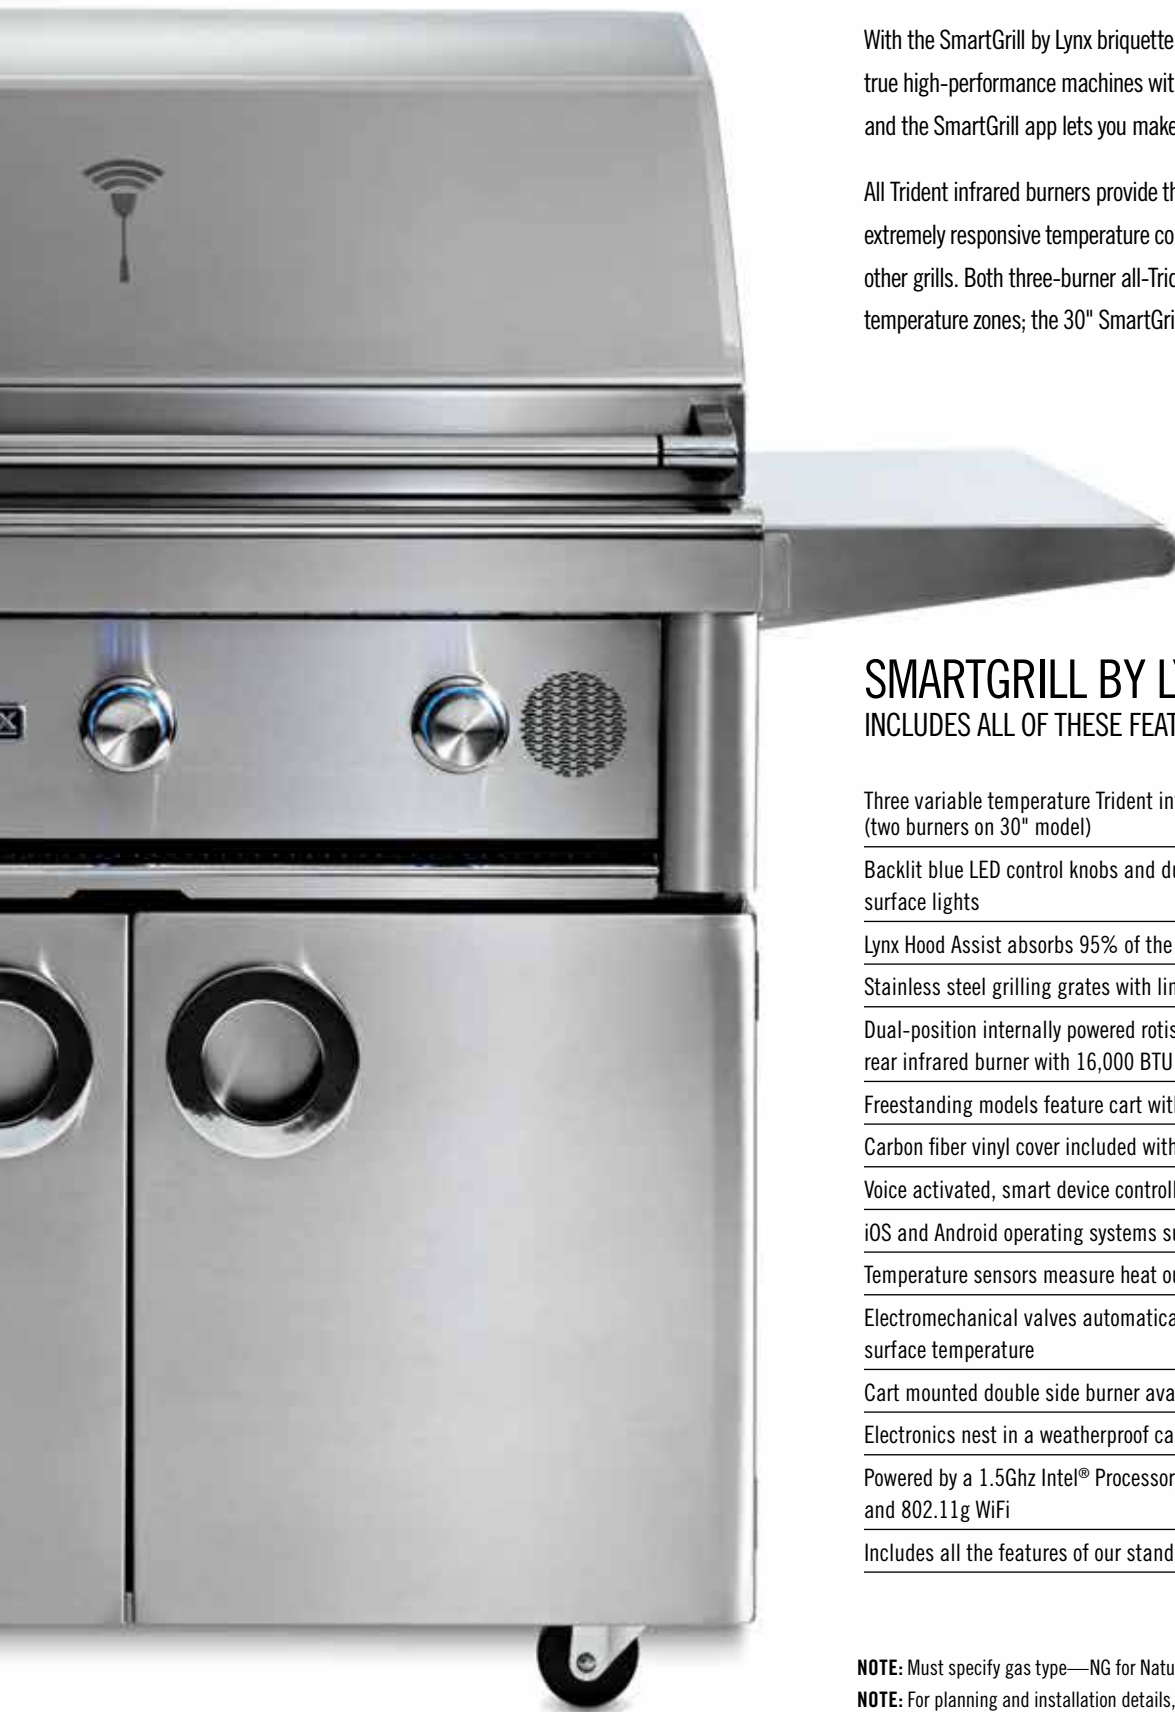 With the SmartGrill by Lynx briquette
true high-performance machines wit
and the SmartGrill app lets you make
All Trident infrared burners provide th
extremely responsive temperature co
other grills. Both three-burner all-Tric
temperature zones; the 30" SmartGri
X
SMARTGRILL BY LY
INCLUDES ALL OF THESE FEAT
Three variable temperature Trident in
(two burners on 30" model)
Backlit blue LED control knobs and du
surface lights
Lynx Hood Assist absorbs 95% of the
Stainless steel grilling grates with lin
Dual-position internally powered rotis
rear infrared burner with 16,000 BTU
Freestanding models feature cart with
Carbon fiber vinyl cover included with
Voice activated, smart device controll
iOS and Android operating systems su
Temperature sensors measure heat ou
Electromechanical valves automatica
surface temperature
Cart mounted double side burner ava
Electronics nest in a weatherproof ca
Powered by a 1.5Ghz Intel® Processor
and 802.11g WiFi
Includes all the features of our stand
NOTE: Must specify gas type—NG for Natu
NOTE: For planning and installation details,